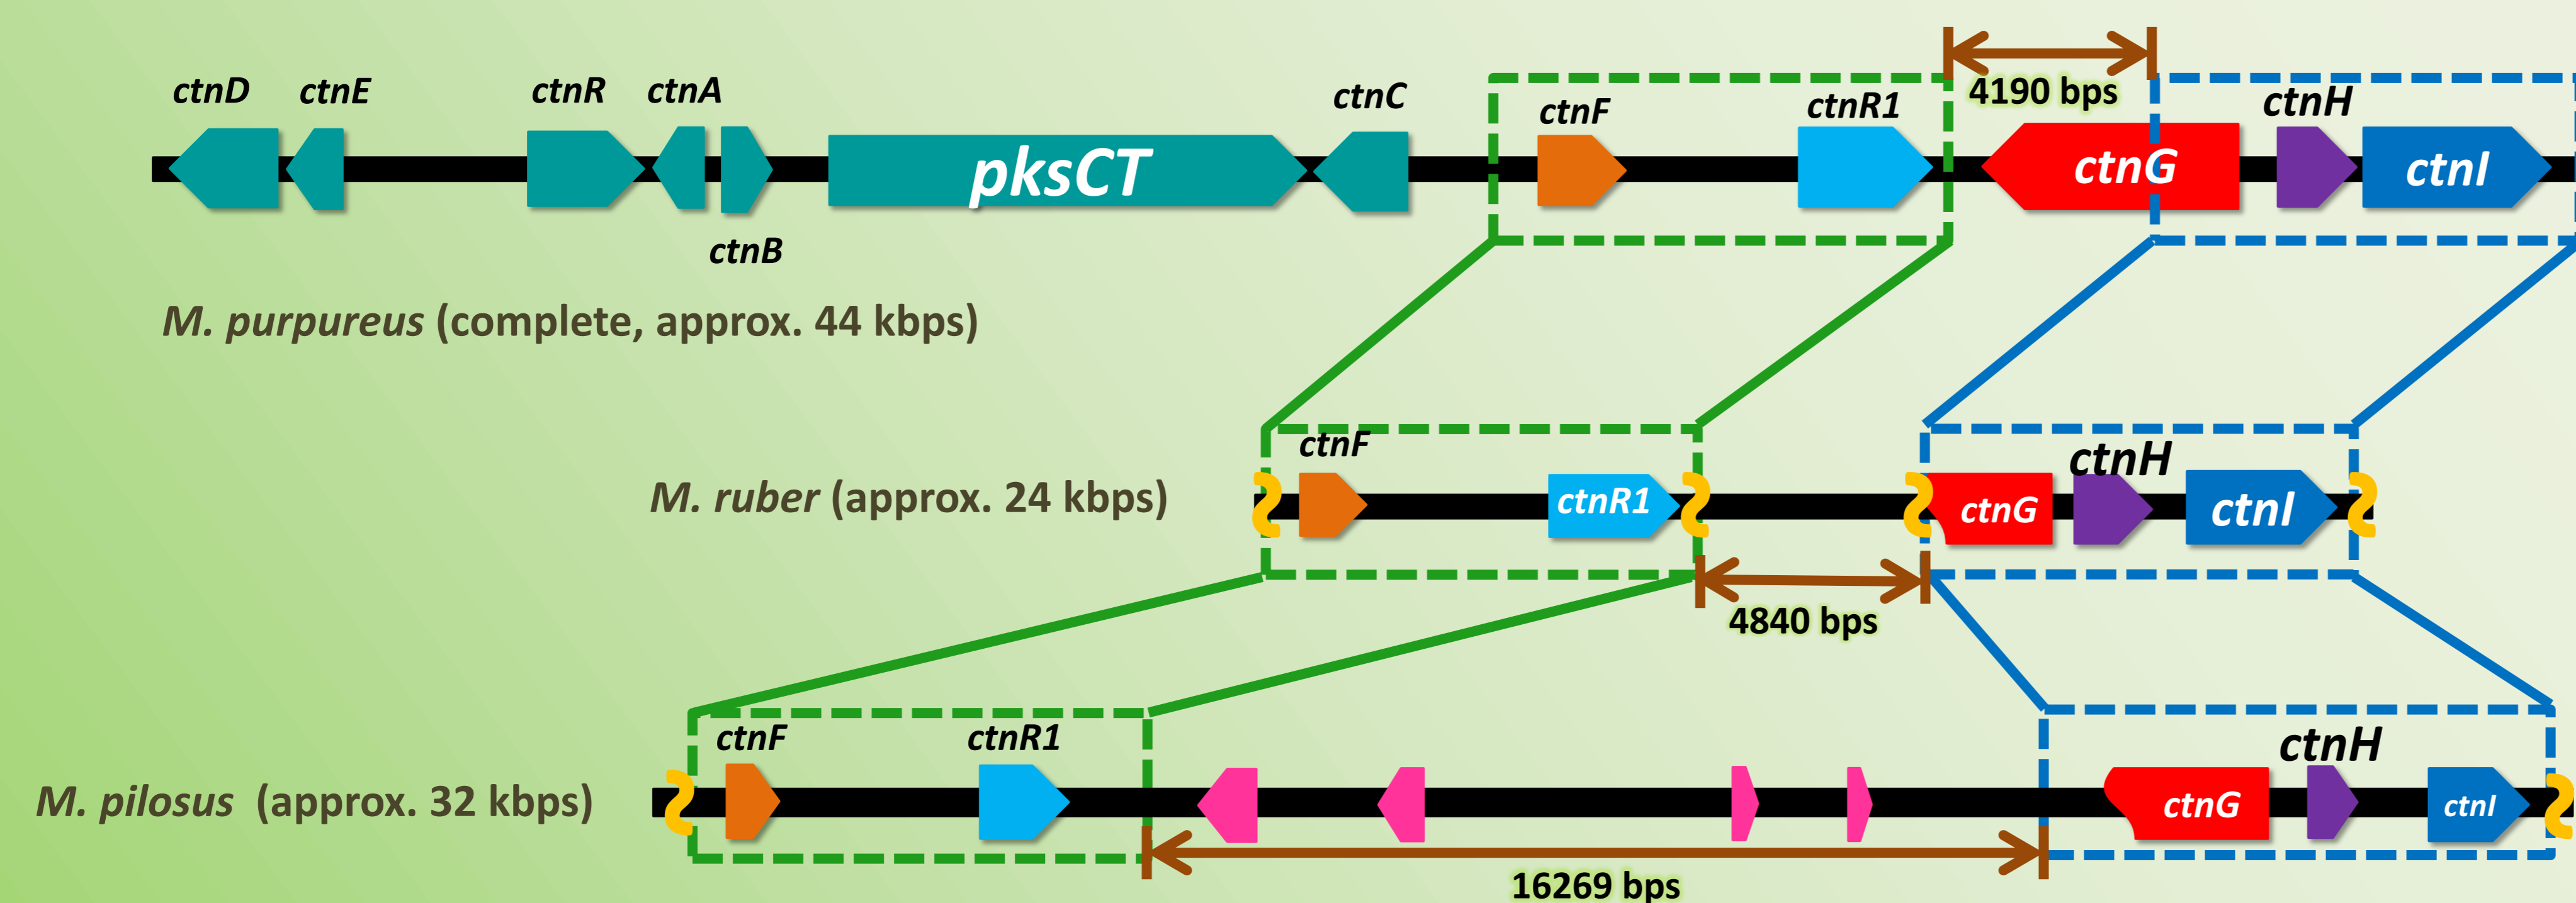 ctnD
ctnE
ctnR
ctnA
ctnB
pksCT
ctnC
ctnF
ctnR1
4190 bps
ctnG
ctnH
ctnI
M. purpureus (complete, approx. 44 kbps)
M. ruber (approx. 24 kbps)
ctnF
ctnR1
ctnG
ctnH
ctnI
4840 bps
M. pilosus (approx. 32 kbps)
ctnF
ctnR1
ctnG
ctnH
ctnI
16269 bps